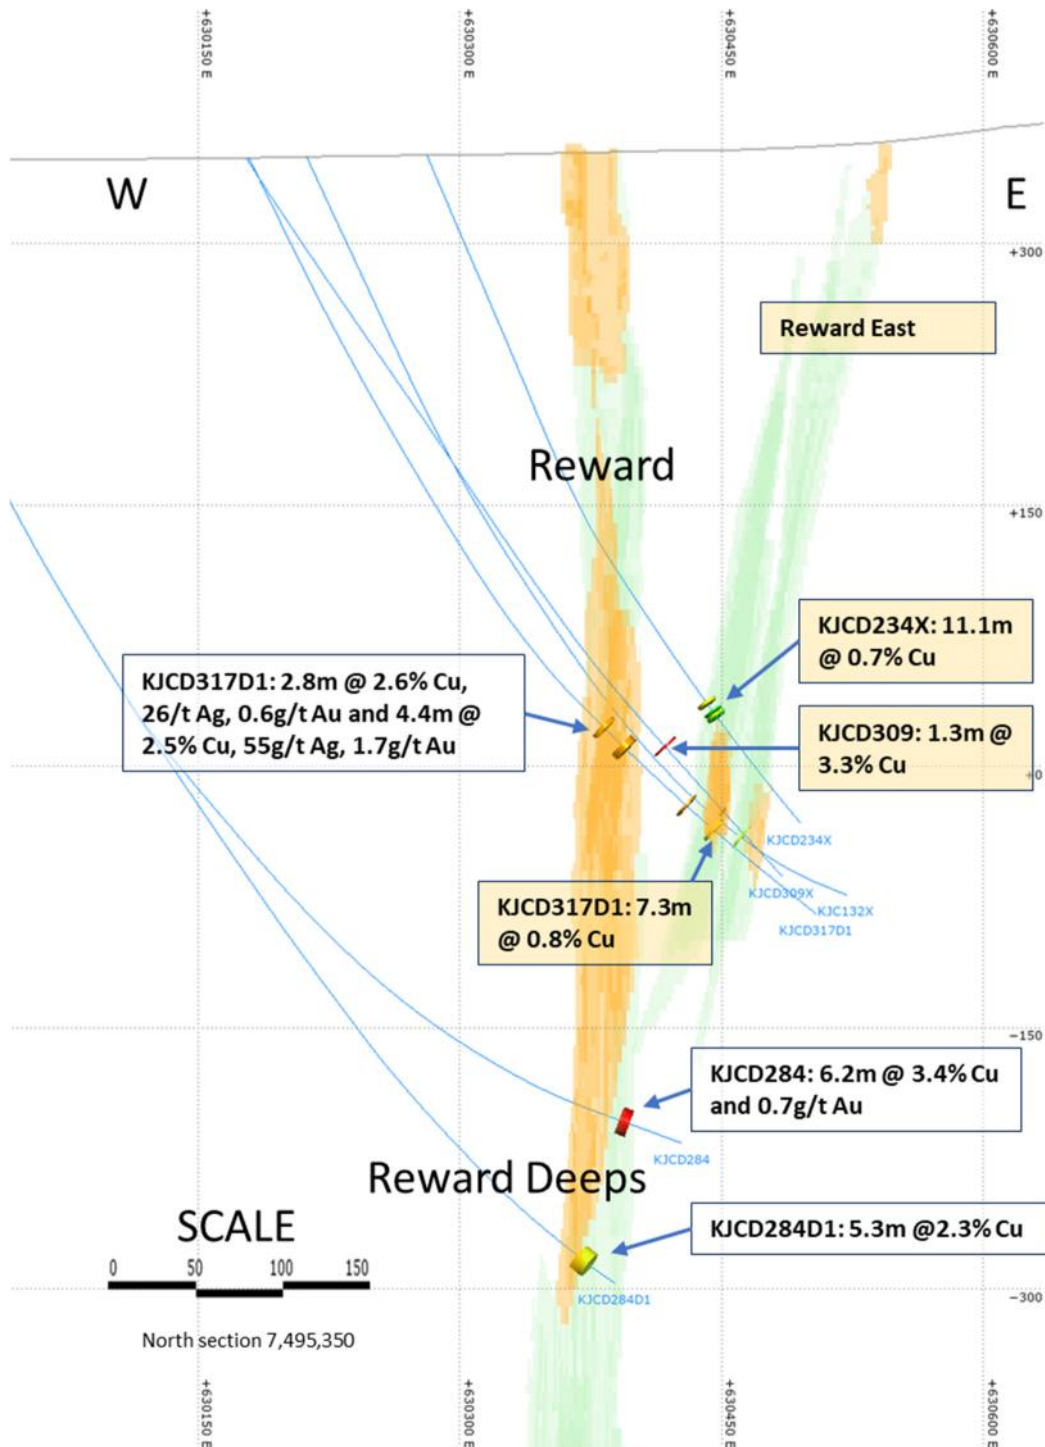 +630150 E
+630300 E
+630450 E
+630600 E
W
E
+300
Reward East
Reward
+150
KJCD234X: 11.1m
@ 0.7% Cu
KJCD317D1: 2.8m @ 2.6% Cu,
26/t Ag, 0.6g/t Au and 4.4m @
2.5% Cu, 55g/t Ag, 1.7g/t Au
KJCD309: 1.3m @
3.3% Cu
+0
KJCD234X
KJCD309X
KJC132X
KJCD317D1
KJCD317D1: 7.3m
@ 0.8% Cu
-150
KJCD284: 6.2m @ 3.4% Cu
and 0.7g/t Au
KJCD284
Reward Deeps
SCALE
KJCD284D1: 5.3m @2.3% Cu
0 50 100 150
KJCD284D1
-300
North section 7,495,350
+630150 E
+630300 E
+630450 E
+630600 E